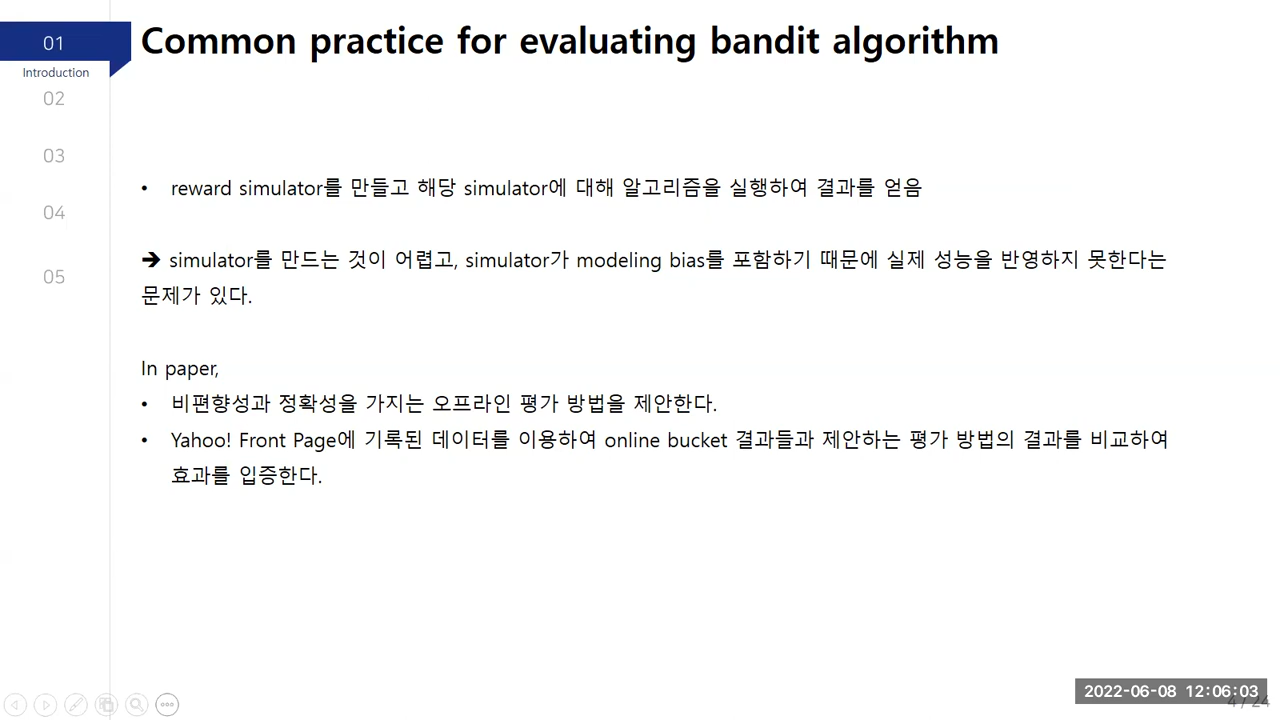 01
Introduction
02
03
04
05
Common practice for evaluating bandit algorithm
• reward simulator를 만들고 해당 simulator에 대해 알고리즘을 실행하여 결과를 얻음
➔ simulator를 만드는 것이 어렵고, simulator가 modeling bias를 포함하기 때문에 실제 성능을 반영하지 못한다는
문제가 있다.
In paper,
• 비편향성과 정확성을 가지는 오프라인 평가 방법을 제안한다.
• Yahoo! Front Page에 기록된 데이터를 이용하여 online bucket 결과들과 제안하는 평가 방법의 결과를 비교하여
효과를 입증한다.
2022-06-08 12:06:03
4 / 24